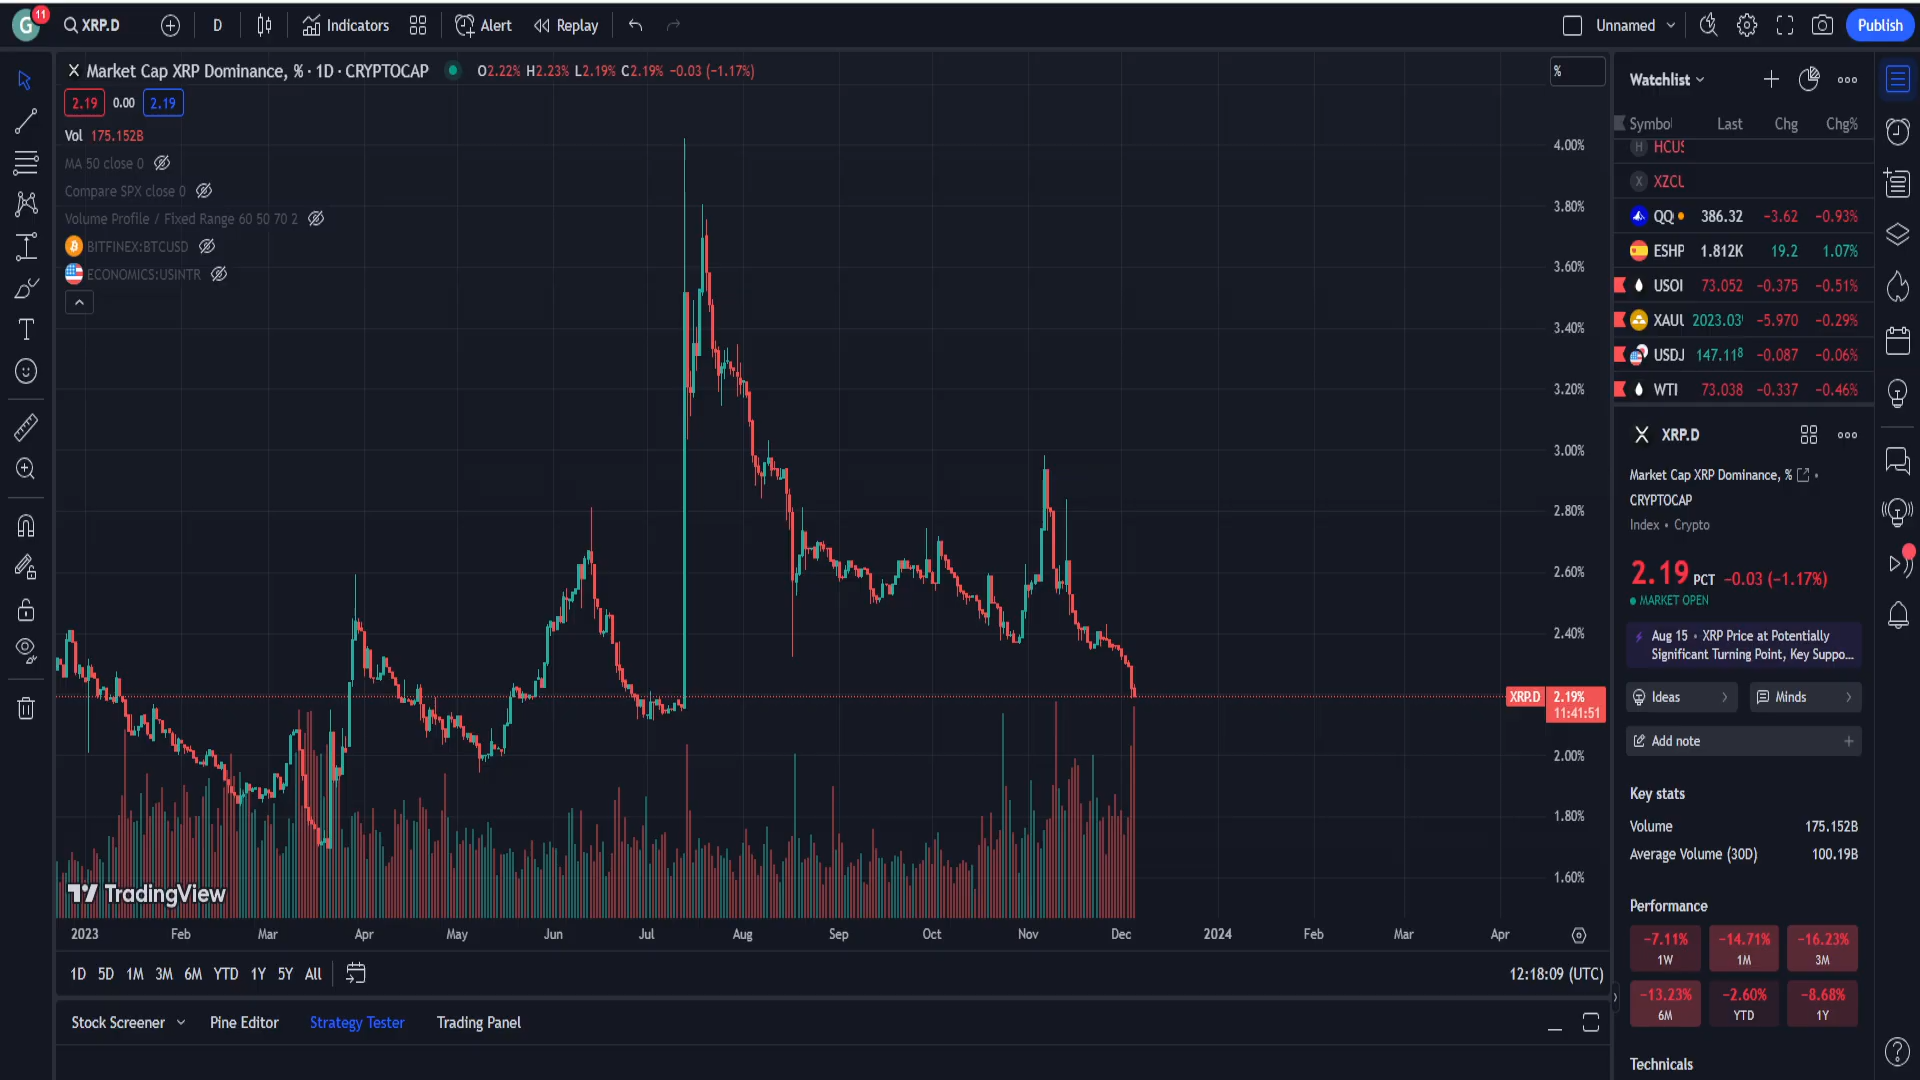 G 11 XRP.D D Indicators Alert Replay Unnamed Publish
Market Cap XRP Dominance, % · 1D · CRYPTOCAP O2.22% H2.23% L2.19% C2.19% −0.03 (−1.17%)
2.19 0.00 2.19
Vol 175.152B
MA 50 close 0
Compare SPX close 0
Volume Profile / Fixed Range 60 50 70 2
BITFINEX:BTCUSD
ECONOMICS:USINTR
%
4.00%
3.80%
3.60%
3.40%
3.20%
3.00%
2.80%
2.60%
2.40%
XRP.D 2.19%
11:41:51
2.00%
1.80%
1.60%
TradingView
2023 Feb Mar Apr May Jun Jul Aug Sep Oct Nov Dec 2024 Feb Mar Apr
1D 5D 1M 3M 6M YTD 1Y 5Y All 12:18:09 (UTC)
Stock Screener Pine Editor Strategy Tester Trading Panel
Watchlist
Symbol Last Chg Chg%
H HCUS
X XZCU
QQ 386.32 −3.62 −0.93%
ESHP 1.812K 19.2 1.07%
USOI 73.052 −0.375 −0.51%
XAUU 2023.03 −5.970 −0.29%
USDJ 147.118 −0.087 −0.06%
WTI 73.038 −0.337 −0.46%
XRP.D
Market Cap XRP Dominance, % •
CRYPTOCAP
Index • Crypto
2.19 PCT −0.03 (−1.17%)
MARKET OPEN
Aug 15 • XRP Price at Potentially
Significant Turning Point, Key Suppo...
Ideas Minds
Add note
Key stats
Volume 175.152B
Average Volume (30D) 100.19B
Performance
−7.11% −14.71% −16.23%
1W 1M 3M
−13.23% −2.60% −8.68%
6M YTD 1Y
Technicals